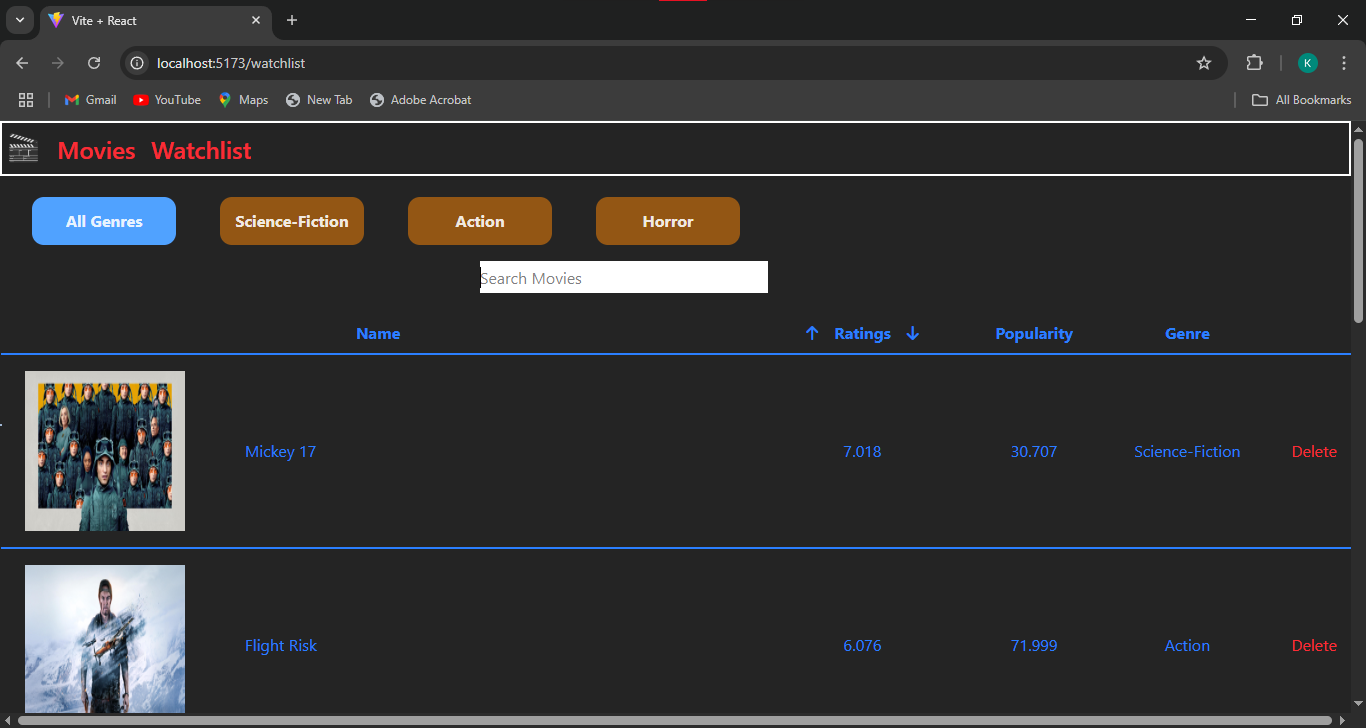 Vite + React
localhost:5173/watchlist
K
Gmail YouTube Maps New Tab Adobe Acrobat All Bookmarks
Movies Watchlist
All Genres Science-Fiction Action Horror
Search Movies
Name Ratings Popularity Genre
Mickey 17 7.018 30.707 Science-Fiction Delete
Flight Risk 6.076 71.999 Action Delete